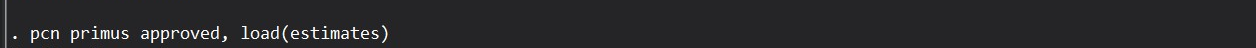 . pcn primus approved, load(estimates)